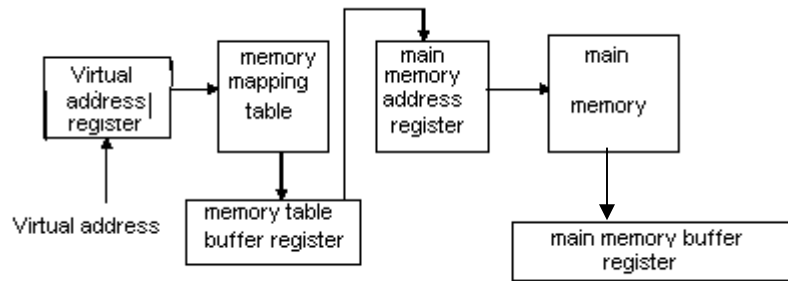 Virtual
address
register
memory
mapping
table
main
memory
address
register
main
memory
Virtual address
memory table
buffer register
main memory buffer
register